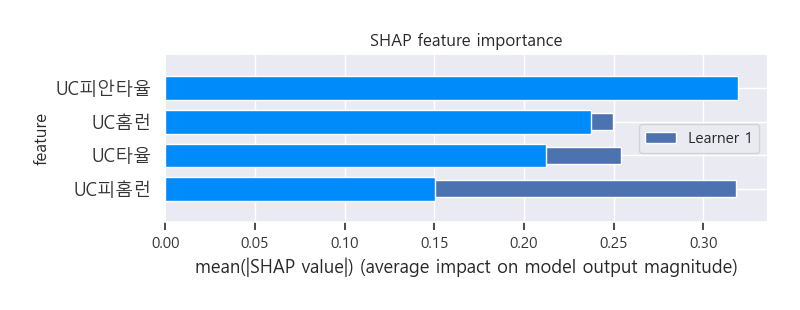 SHAP feature importance
feature
UC피안타율
UC홈런
UC타율
UC피홈런
Learner 1
0.00 0.05 0.10 0.15 0.20 0.25 0.30
mean(|SHAP value|) (average impact on model output magnitude)